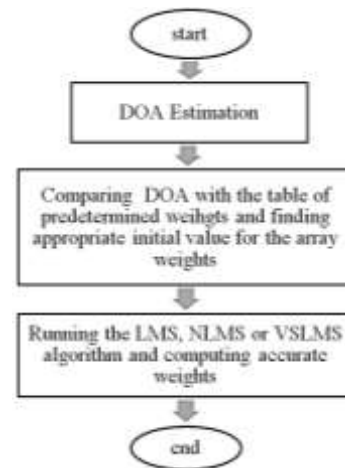 start
DOA Estimation
Comparing DOA with the table of
predetermined weihgts and finding
appropriate initial value for the array
weights
Running the LMS, NLMS or VSLMS
algorithm and computing accurate
weights
end